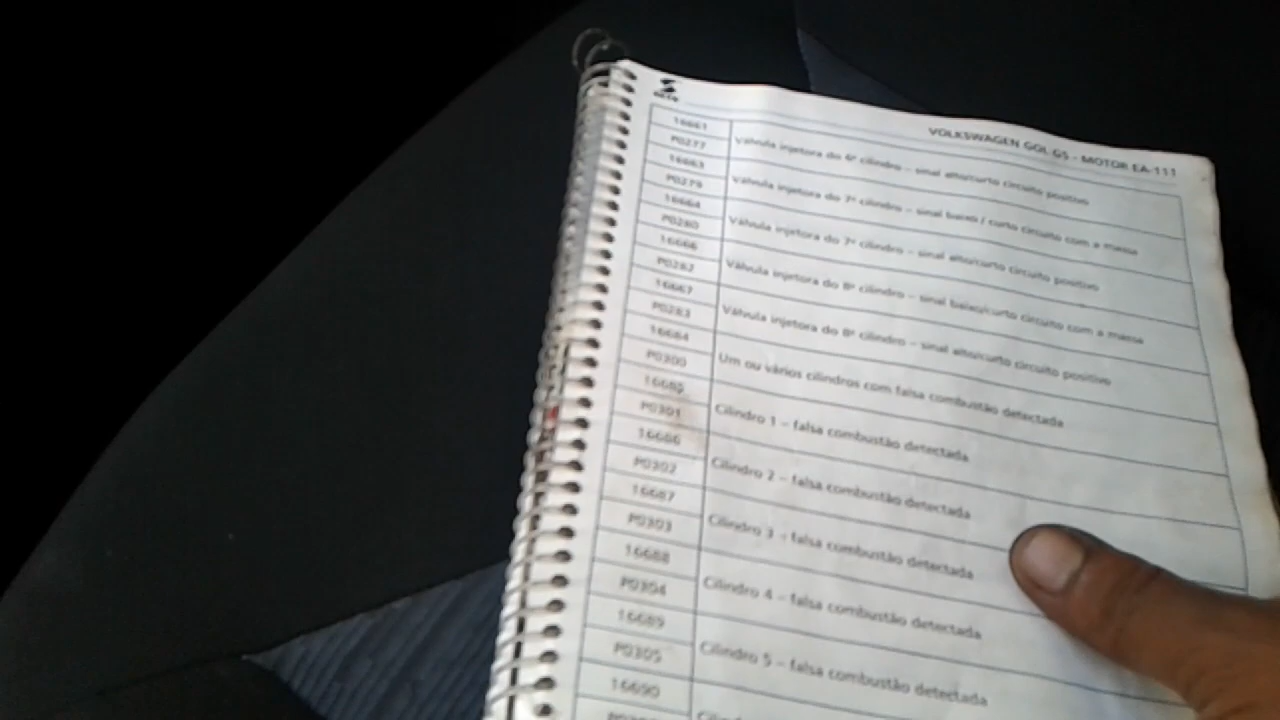 VOLKSWAGEN GOL G5 - MOTOR EA-111
16661
P0277
Válvula injetora do 6º cilindro – sinal alto/curto circuito positivo
16663
P0279
Válvula injetora do 7º cilindro – sinal baixo / curto circuito com a massa
16664
P0280
Válvula injetora do 7º cilindro – sinal alto/curto circuito positivo
16666
P0282
Válvula injetora do 8º cilindro – sinal baixo/curto circuito com a massa
16667
P0283
Válvula injetora do 8º cilindro – sinal alto/curto circuito positivo
16684
P0300
Um ou vários cilindros com falsa combustão detectada
16685
P0301
Cilindro 1 – falsa combustão detectada
16686
P0302
Cilindro 2 – falsa combustão detectada
16687
P0303
Cilindro 3 – falsa combustão detectada
16688
P0304
Cilindro 4 – falsa combustão detectada
16689
P0305
Cilindro 5 – falsa combustão detectada
16690